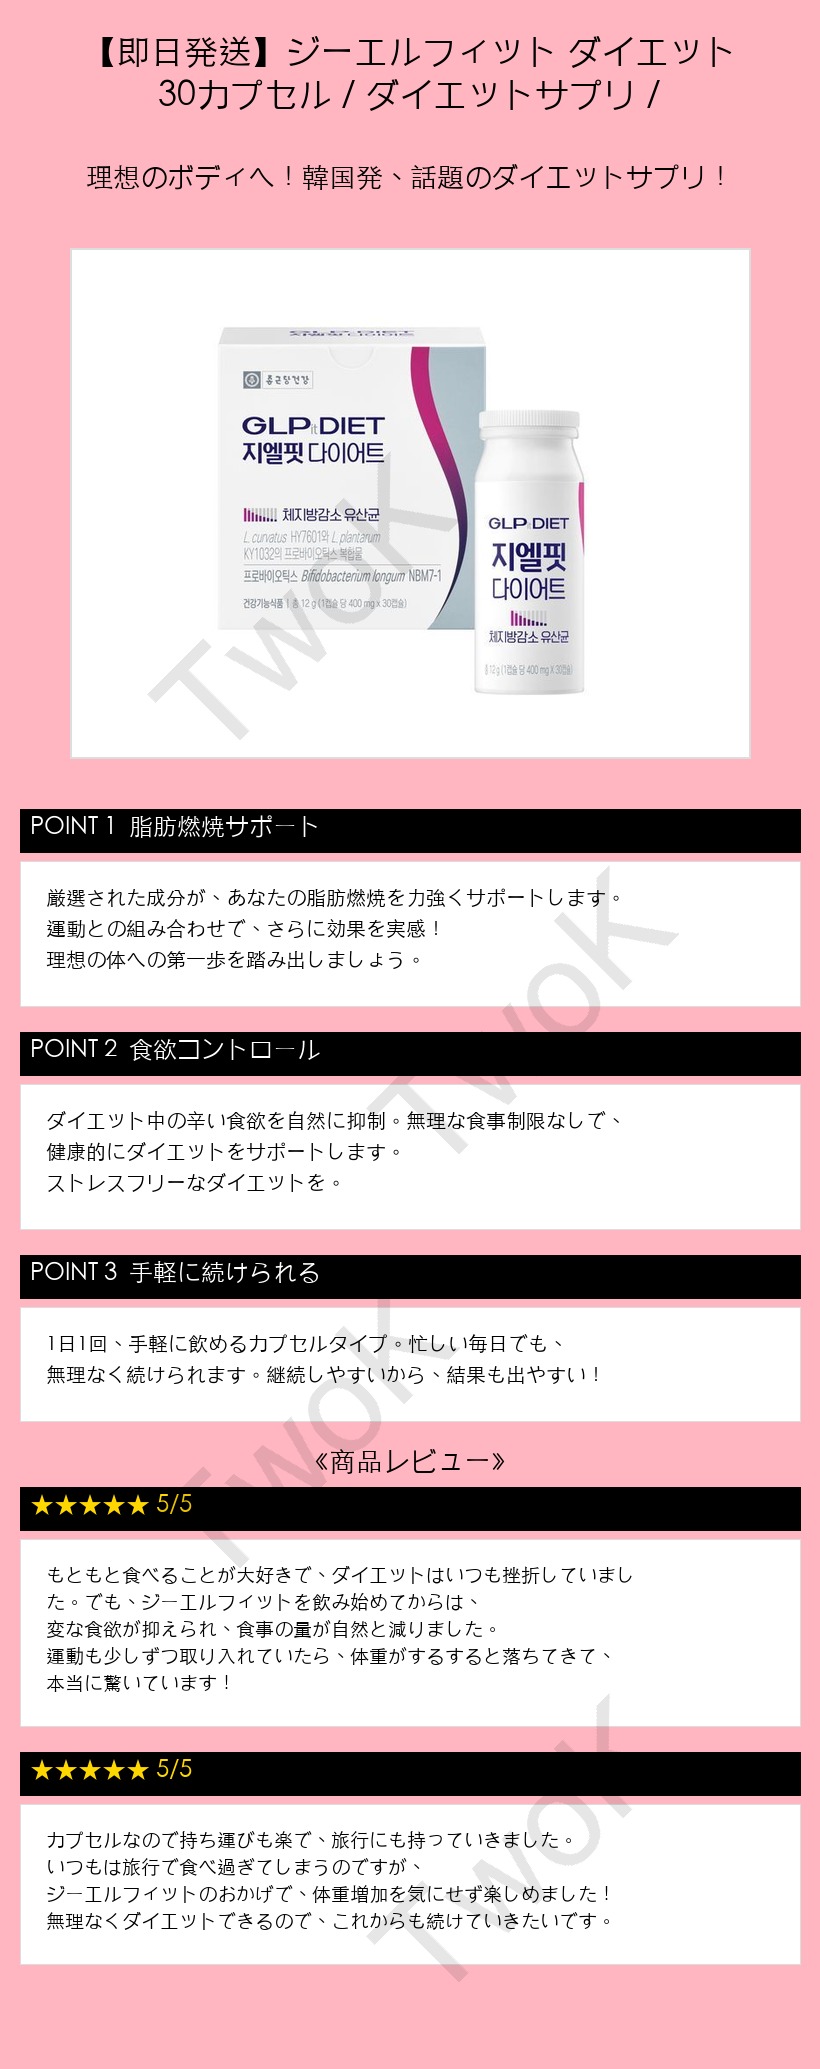 【即日発送】ジーエルフィット ダイエット
30カプセル / ダイエットサプリ /
理想のボディへ！韓国発、話題のダイエットサプリ！
GLP DIET
지엘핏 다이어트
종근당건강
GLPitDIET
지엘핏 다이어트
체지방감소 유산균
L. curvatus HY7601와 L. plantarum
KY1032의 프로바이오틱스 복합물
프로바이오틱스 Bifidobacterium longum NBM7-1
건강기능식품 | 총 12 g (1캡슐 당 400 mg x 30캡슐)
GLPitDIET
지엘핏
다이어트
체지방감소 유산균
총 12 g (1캡슐 당 400 mg X 30캡슐)
TwoK
POINT 1 脂肪燃焼サポート
厳選された成分が、あなたの脂肪燃焼を力強くサポートします。
運動との組み合わせで、さらに効果を実感！
理想の体への第一歩を踏み出しましょう。
TwoK
POINT 2 食欲コントロール
ダイエット中の辛い食欲を自然に抑制。無理な食事制限なしで、
健康的にダイエットをサポートします。
ストレスフリーなダイエットを。
POINT 3 手軽に続けられる
1日1回、手軽に飲めるカプセルタイプ。忙しい毎日でも、
無理なく続けられます。継続しやすいから、結果も出やすい！
TwoK
《商品レビュー》
★★★★★ 5/5
もともと食べることが大好きで、ダイエットはいつも挫折していまし
た。でも、ジーエルフィットを飲み始めてからは、
変な食欲が抑えられ、食事の量が自然と減りました。
運動も少しずつ取り入れていたら、体重がするすると落ちてきて、
本当に驚いています！
★★★★★ 5/5
カプセルなので持ち運びも楽で、旅行にも持っていきました。
いつもは旅行で食べ過ぎてしまうのですが、
ジーエルフィットのおかげで、体重増加を気にせず楽しめました！
無理なくダイエットできるので、これからも続けていきたいです。
TwoK